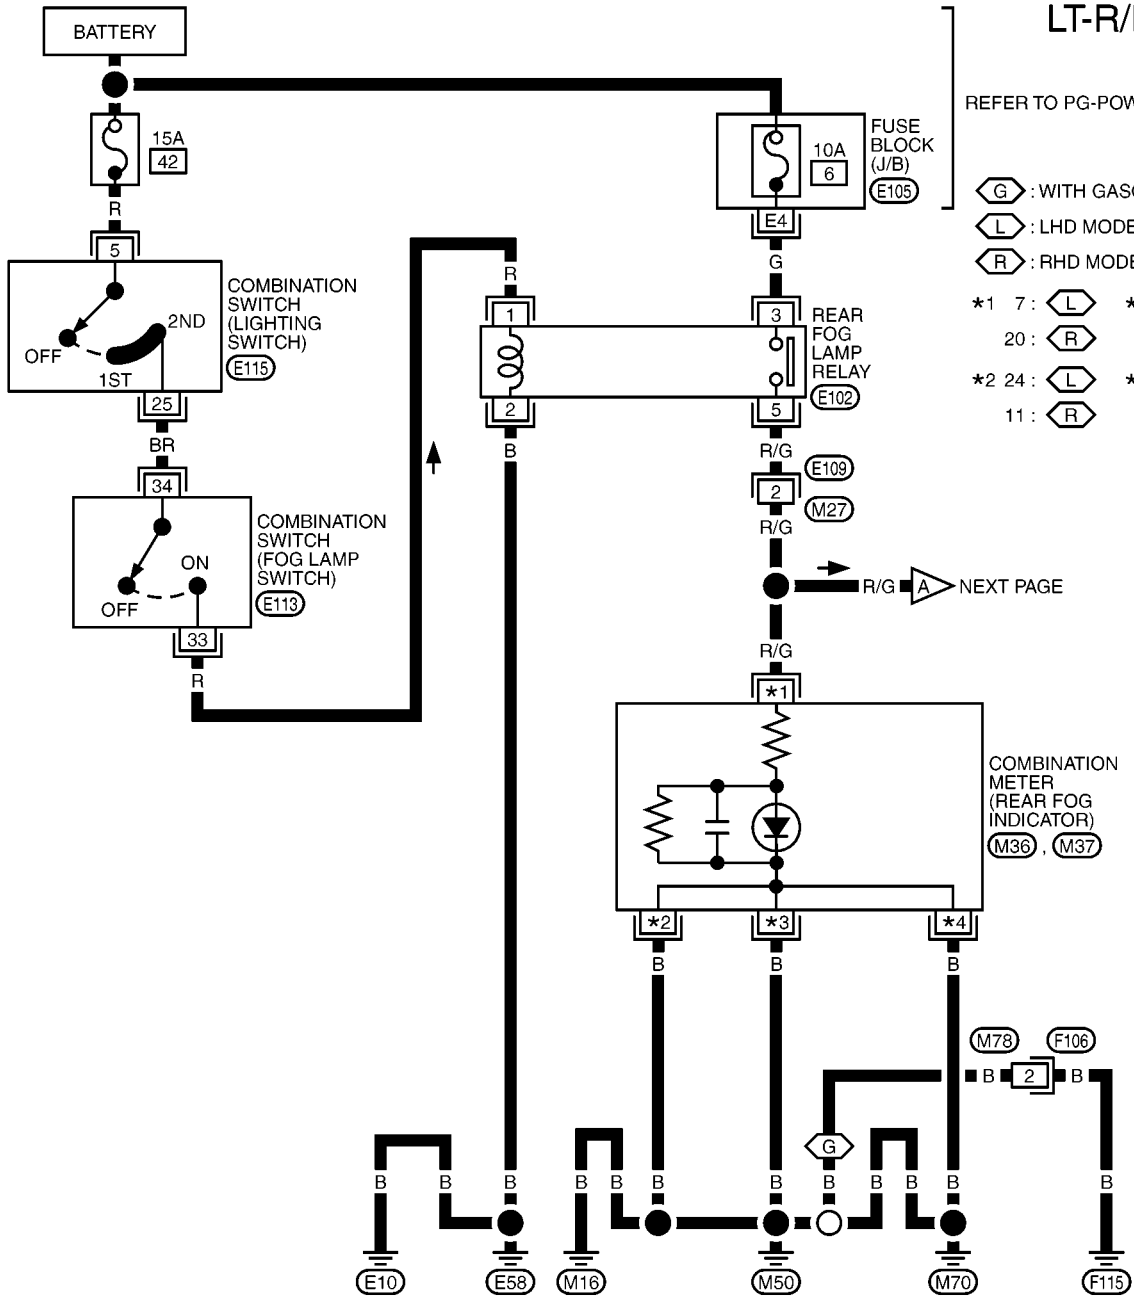 LT-R/
BATTERY
REFER TO PG-POW
15A
42
FUSE
BLOCK
(J/B)
E105
10A
6
G : WITH GAS
L : LHD MODE
R : RHD MODE
*1 7 : L *
20 : R
*2 24 : L *
11 : R
R
E4
5
G
COMBINATION
SWITCH
(LIGHTING
SWITCH)
E115
R
2ND
OFF
1ST
1
3
REAR
FOG
LAMP
RELAY
E102
25
2
5
BR
B
R/G
34
E109
2
M27
R/G
COMBINATION
SWITCH
(FOG LAMP
SWITCH)
E113
ON
OFF
R/G
A
NEXT PAGE
33
R
R/G
*1
COMBINATION
METER
(REAR FOG
INDICATOR)
M36 , M37
*2
*3
*4
B
B
B
M78
F106
B
2
B
G
B
B
B
B
B
B
B
B
B
B
B
B
E10
E58
M16
M50
M70
F115